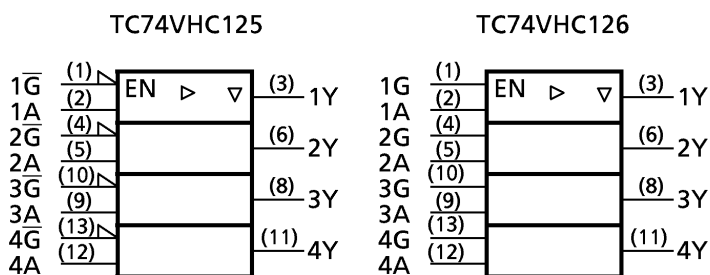 TC74VHC125 TC74VHC126
1G̅ (1) EN (3) 1Y 1G (1) EN (3) 1Y
1A (2) 1A (2)
2G̅ (4) (6) 2Y 2G (4) (6) 2Y
2A (5) 2A (5)
3G̅ (10) (8) 3Y 3G (10) (8) 3Y
3A (9) 3A (9)
4G̅ (13) (11) 4Y 4G (13) (11) 4Y
4A (12) 4A (12)